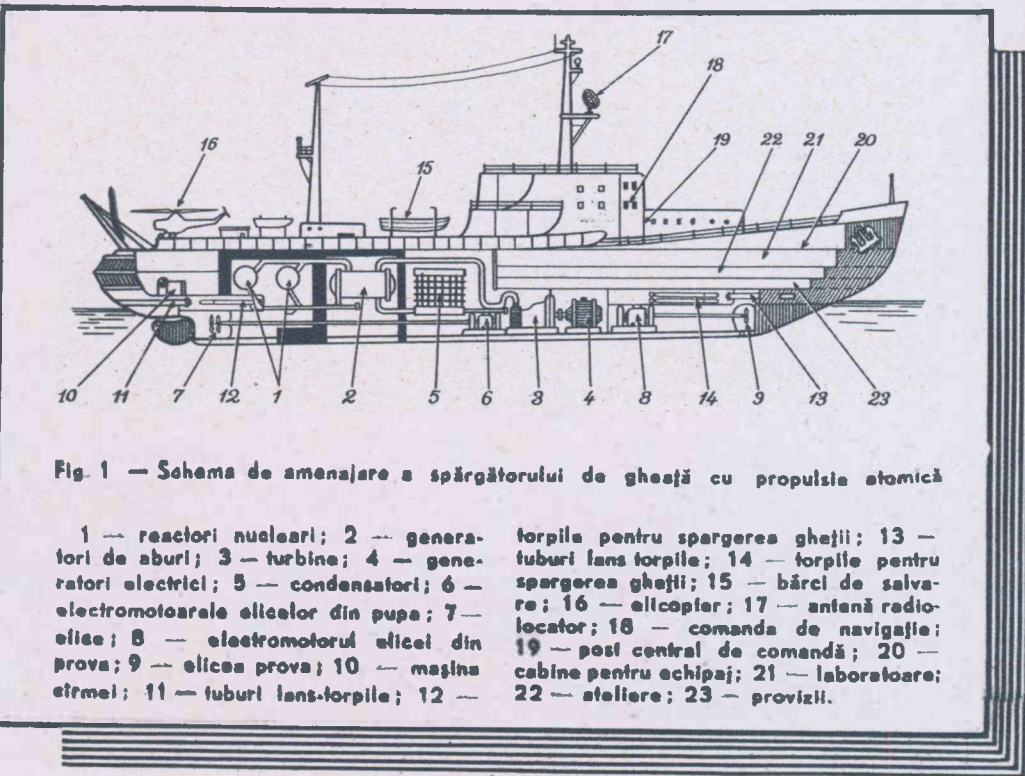 17
18
16
15
22 21 20
19
10 11 7 12 1 2 5 6 3 4 8 14 9 13 23
Fig. 1 — Schema de amenajare a spărgătorului de gheață cu propulsie atomică
1 — reactori nucleari; 2 — genera-
tori de aburi; 3 — turbine; 4 — gene-
ratori electrici; 5 — condensatori; 6 —
electromotoarele elicelor din pupa; 7 —
elice; 8 — electromotorul elicei din
prova; 9 — elicea prova; 10 — mașina
cîrmei; 11 — tuburi lans-torpile; 12 —
torpile pentru spargerea gheții; 13 —
tuburi lans torpile; 14 — torpile pentru
spargerea gheții; 15 — bărci de salva-
re; 16 — elicopter; 17 — antenă radio-
locator; 18 — comanda de navigație;
19 — post central de comandă; 20 —
cabine pentru echipaj; 21 — laboratoare;
22 — ateliere; 23 — provizii.